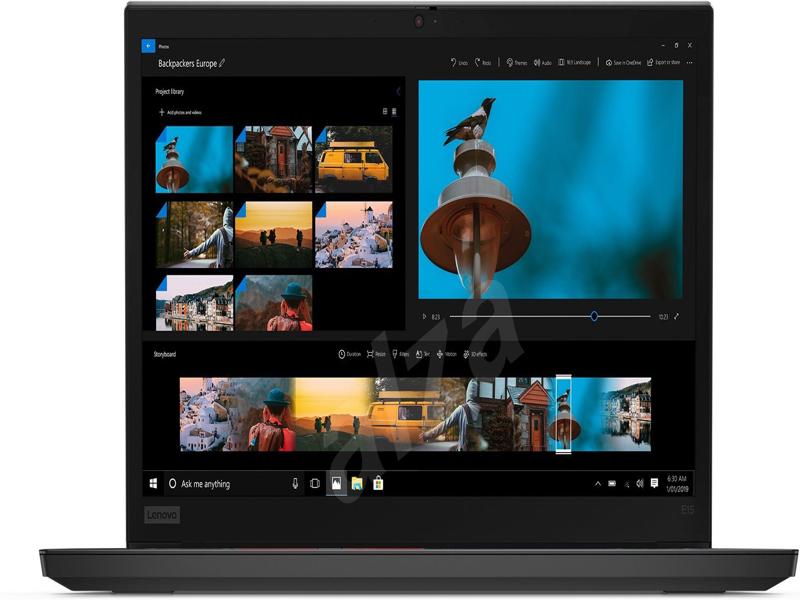 Photos
Backpackers Europe
Undo Redo Themes Audio 16:9 Landscape Save in OneDrive Export or share
Project library
Add photos and videos
8:23 10:23
Storyboard
Duration Resize Filters Text Motion 3D effects
Ask me anything
6:30 AM
1/01/2019
Lenovo
E15
alza